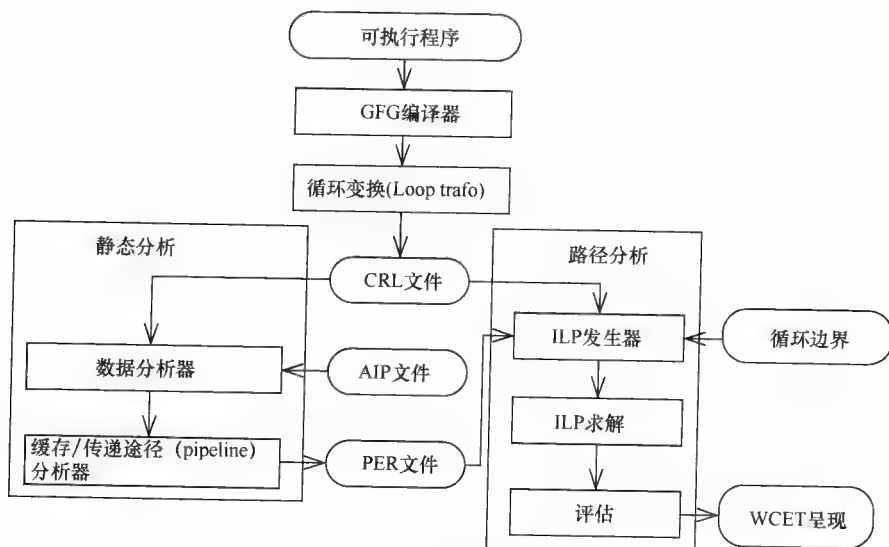 可执行程序
GFG编译器
循环变换(Loop trafo)
静态分析
路径分析
CRL文件
ILP发生器
循环边界
数据分析器
AIP文件
ILP求解
缓存/传递途径（pipeline）
分析器
PER文件
评估
WCET呈现